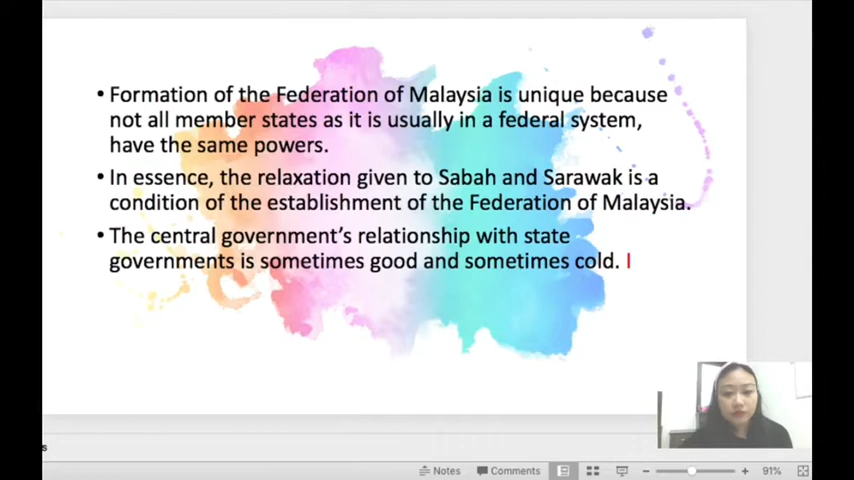 • Formation of the Federation of Malaysia is unique because
not all member states as it is usually in a federal system,
have the same powers.
• In essence, the relaxation given to Sabah and Sarawak is a
condition of the establishment of the Federation of Malaysia.
• The central government’s relationship with state
governments is sometimes good and sometimes cold.
s
Notes Comments 91%